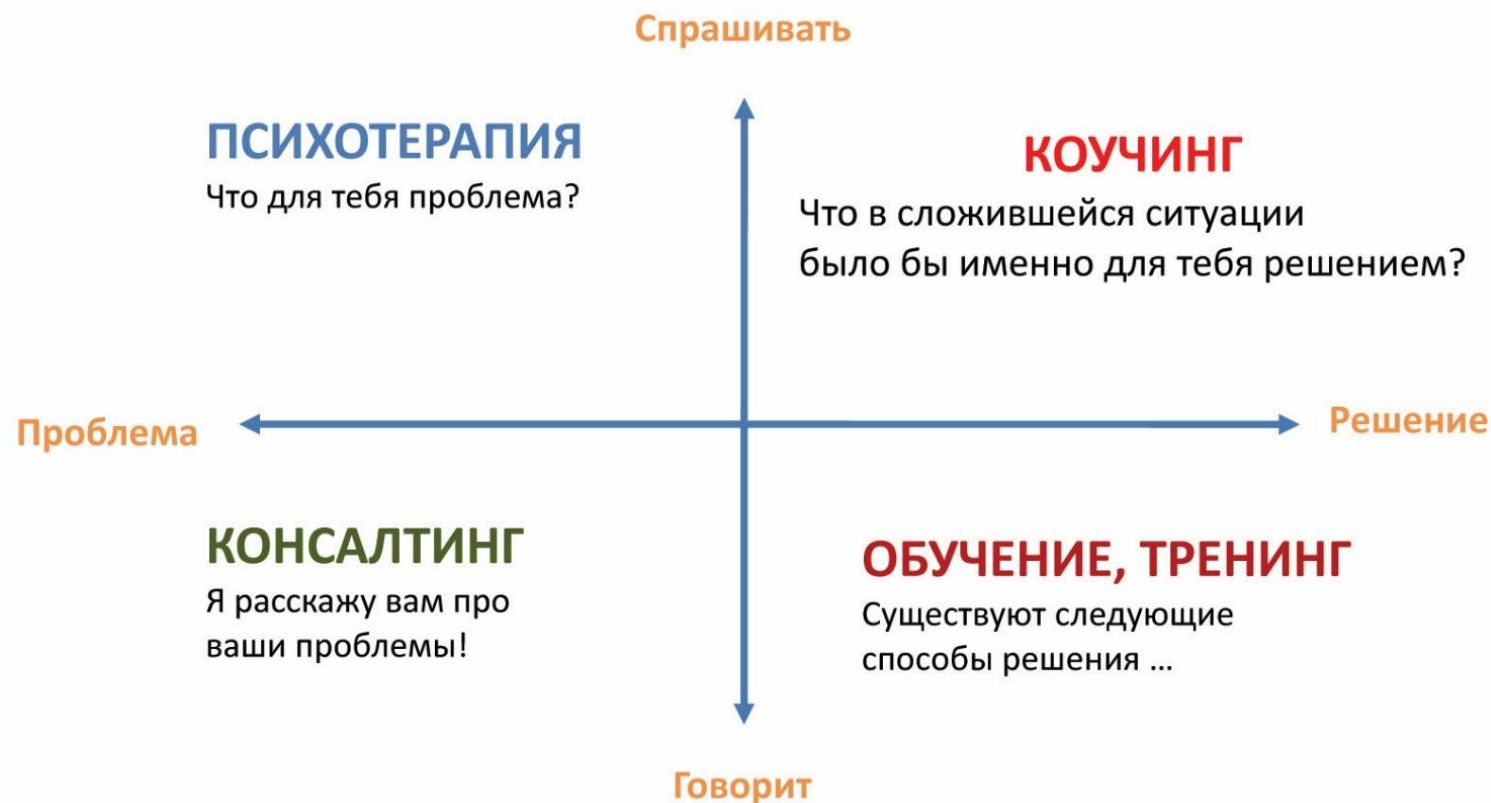 Спрашивать
ПСИХОТЕРАПИЯ
Что для тебя проблема?
КОУЧИНГ
Что в сложившейся ситуации
было бы именно для тебя решением?
Проблема
Решение
КОНСАЛТИНГ
Я расскажу вам про
ваши проблемы!
ОБУЧЕНИЕ, ТРЕНИНГ
Существуют следующие
способы решения ...
Говорит